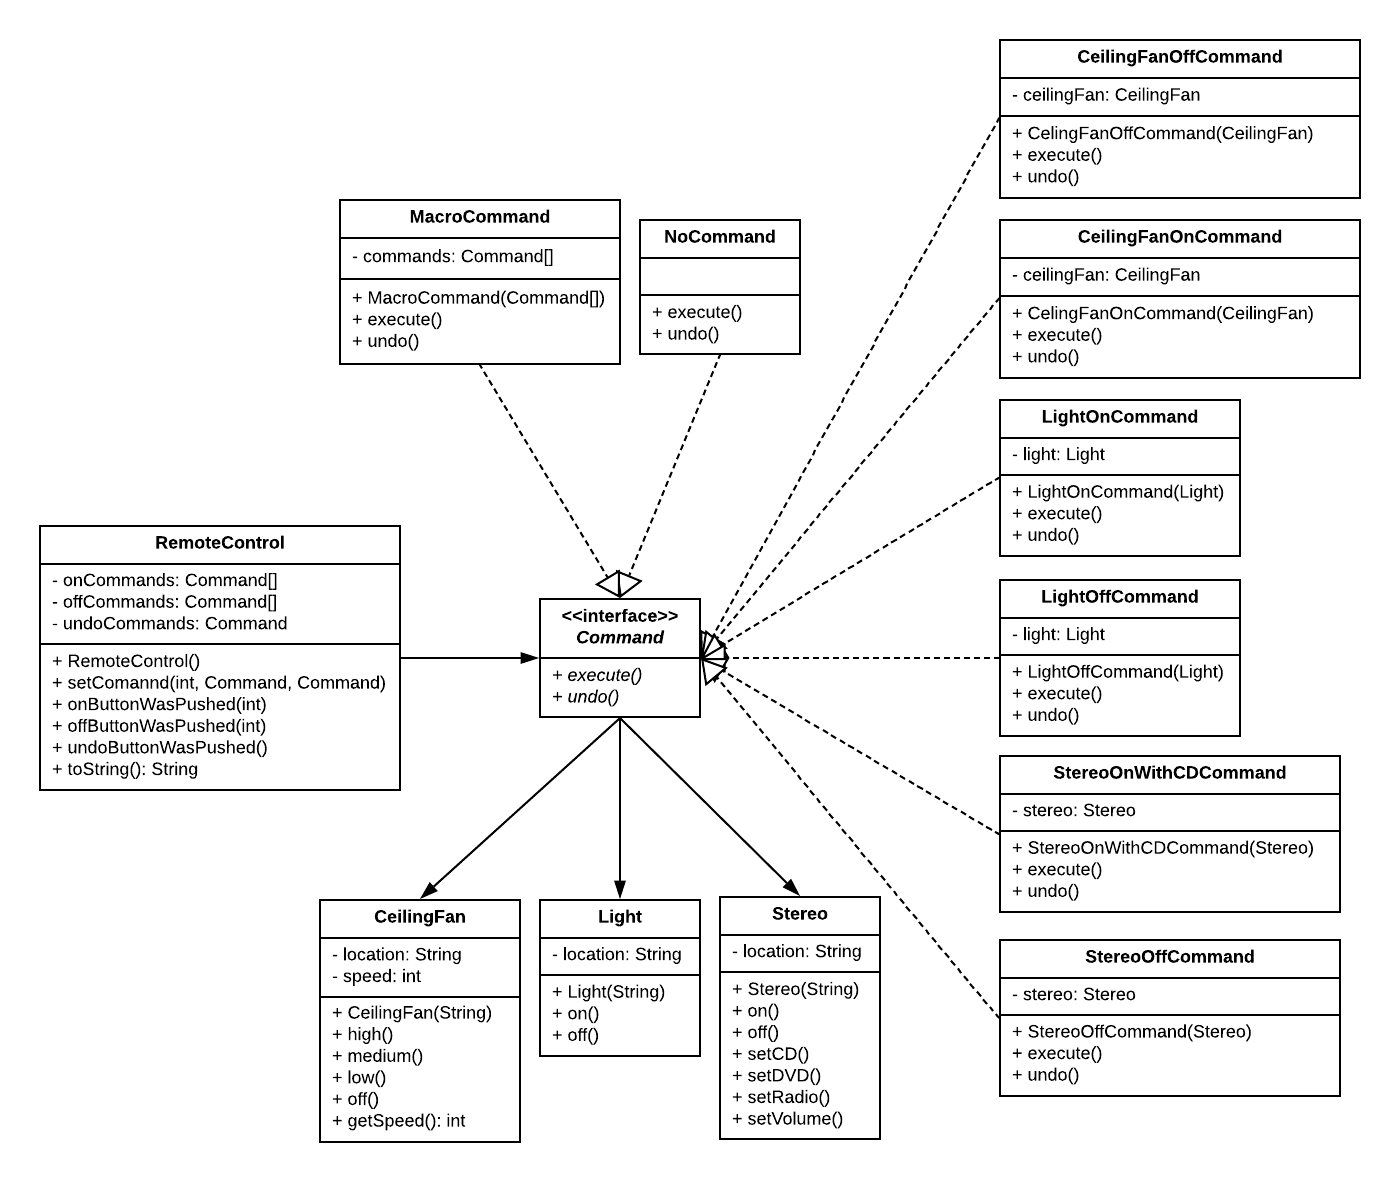 CeilingFanOffCommand
- ceilingFan: CeilingFan
+ CelingFanOffCommand(CeilingFan)
+ execute()
+ undo()
MacroCommand
- commands: Command[]
+ MacroCommand(Command[])
+ execute()
+ undo()
NoCommand
+ execute()
+ undo()
CeilingFanOnCommand
- ceilingFan: CeilingFan
+ CelingFanOnCommand(CeilingFan)
+ execute()
+ undo()
LightOnCommand
- light: Light
+ LightOnCommand(Light)
+ execute()
+ undo()
RemoteControl
- onCommands: Command[]
- offCommands: Command[]
- undoCommands: Command
+ RemoteControl()
+ setComannd(int, Command, Command)
+ onButtonWasPushed(int)
+ offButtonWasPushed(int)
+ undoButtonWasPushed()
+ toString(): String
<<interface>>
Command
+ execute()
+ undo()
LightOffCommand
- light: Light
+ LightOffCommand(Light)
+ execute()
+ undo()
StereoOnWithCDCommand
- stereo: Stereo
+ StereoOnWithCDCommand(Stereo)
+ execute()
+ undo()
CeilingFan
- location: String
- speed: int
+ CeilingFan(String)
+ high()
+ medium()
+ low()
+ off()
+ getSpeed(): int
Light
- location: String
+ Light(String)
+ on()
+ off()
Stereo
- location: String
+ Stereo(String)
+ on()
+ off()
+ setCD()
+ setDVD()
+ setRadio()
+ setVolume()
StereoOffCommand
- stereo: Stereo
+ StereoOffCommand(Stereo)
+ execute()
+ undo()